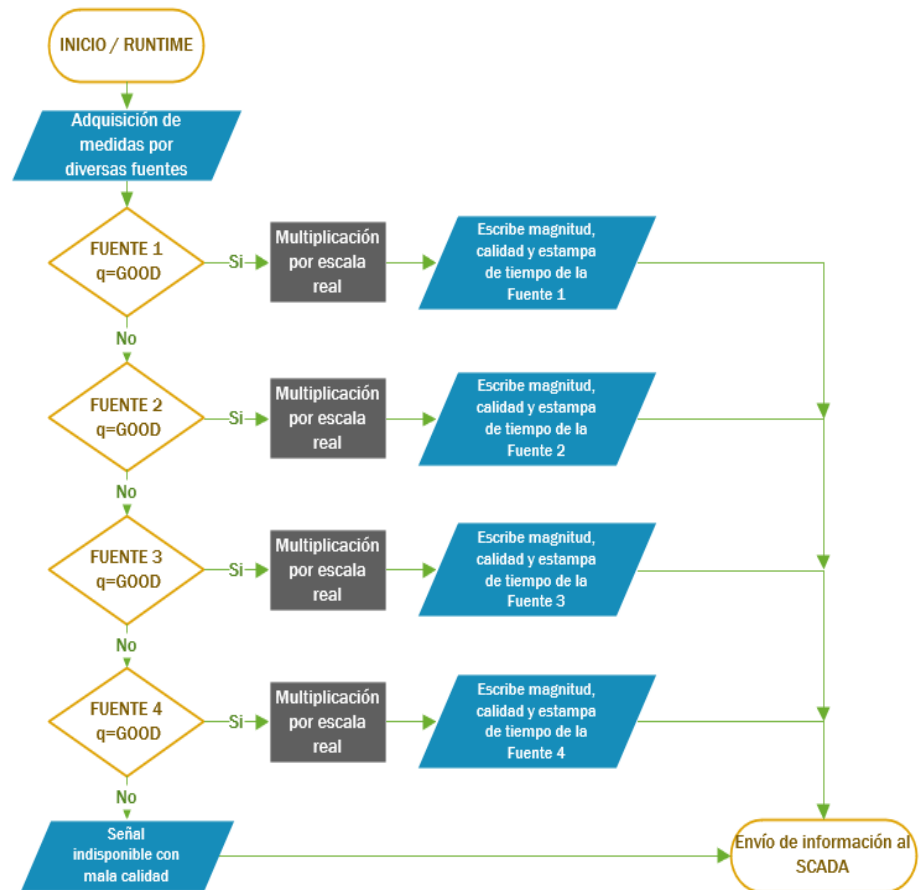 INICIO / RUNTIME
Adquisición de
medidas por
diversas fuentes
FUENTE 1
q=GOOD
Si
Multiplicación
por escala
real
Escribe magnitud,
calidad y estampa
de tiempo de la
Fuente 1
No
FUENTE 2
q=GOOD
Si
Multiplicación
por escala
real
Escribe magnitud,
calidad y estampa
de tiempo de la
Fuente 2
No
FUENTE 3
q=GOOD
Si
Multiplicación
por escala
real
Escribe magnitud,
calidad y estampa
de tiempo de la
Fuente 3
No
FUENTE 4
q=GOOD
Si
Multiplicación
por escala
real
Escribe magnitud,
calidad y estampa
de tiempo de la
Fuente 4
No
Señal
indisponible con
mala calidad
Envío de información al
SCADA